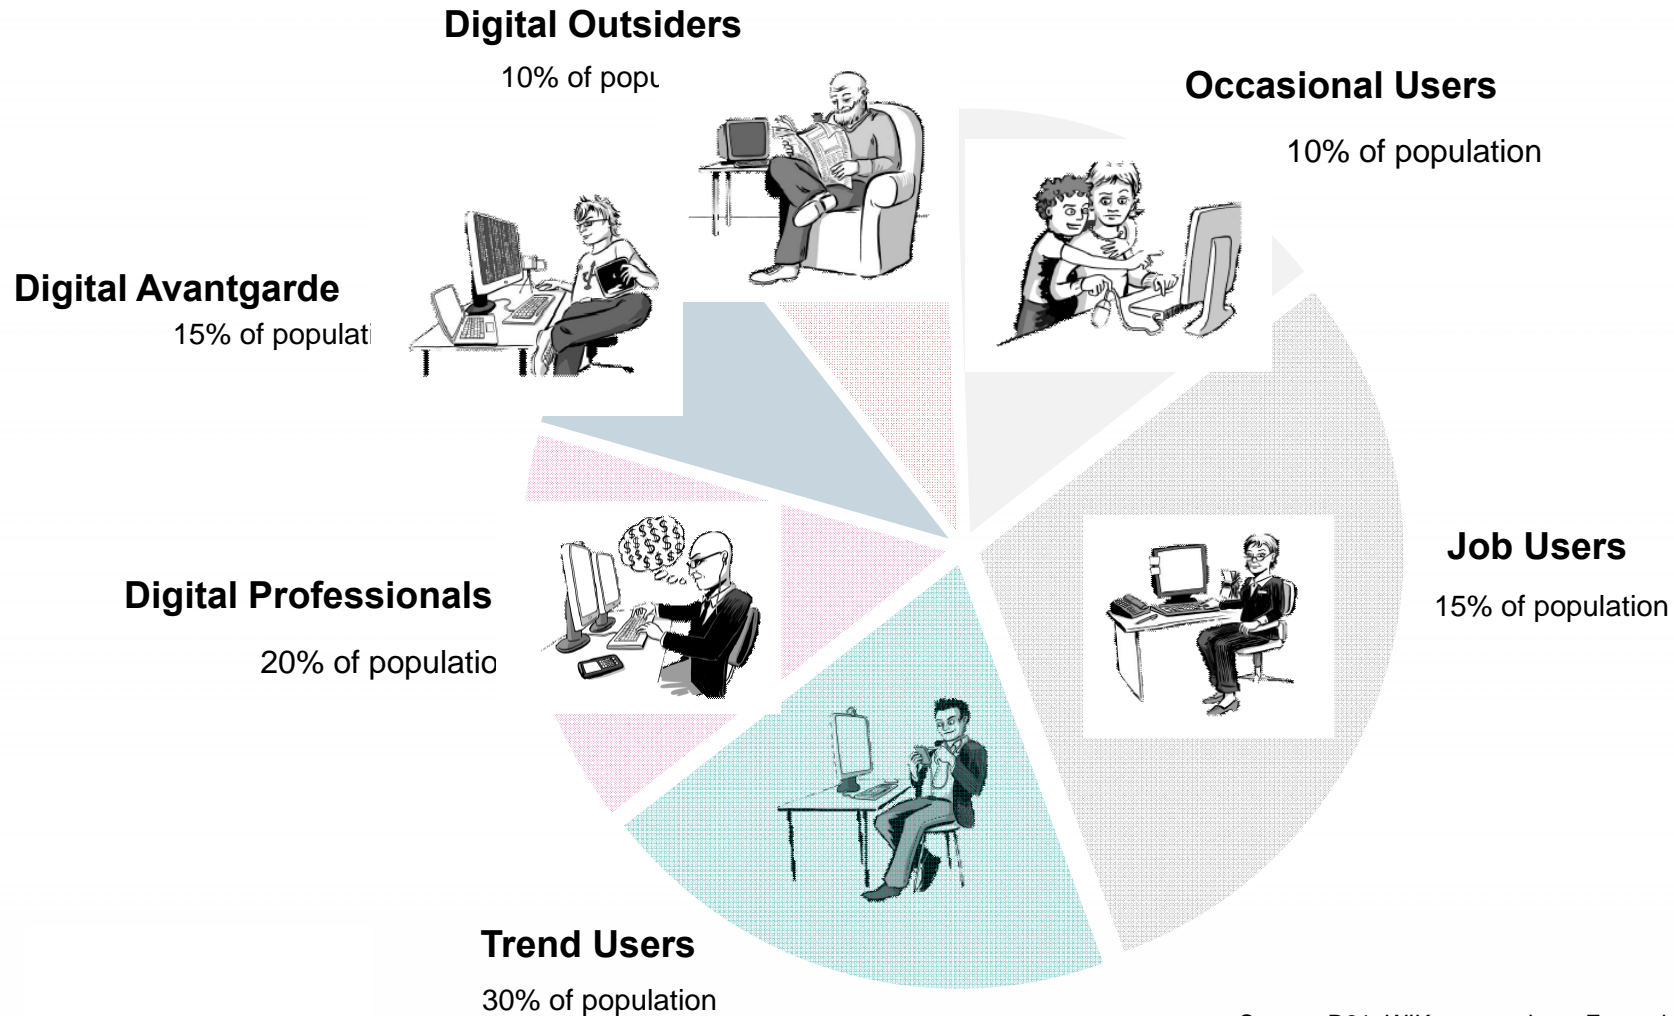 Digital Outsiders
10% of popu
Occasional Users
10% of population
Digital Avantgarde
15% of populati
Job Users
15% of population
Digital Professionals
20% of populatio
Trend Users
30% of population